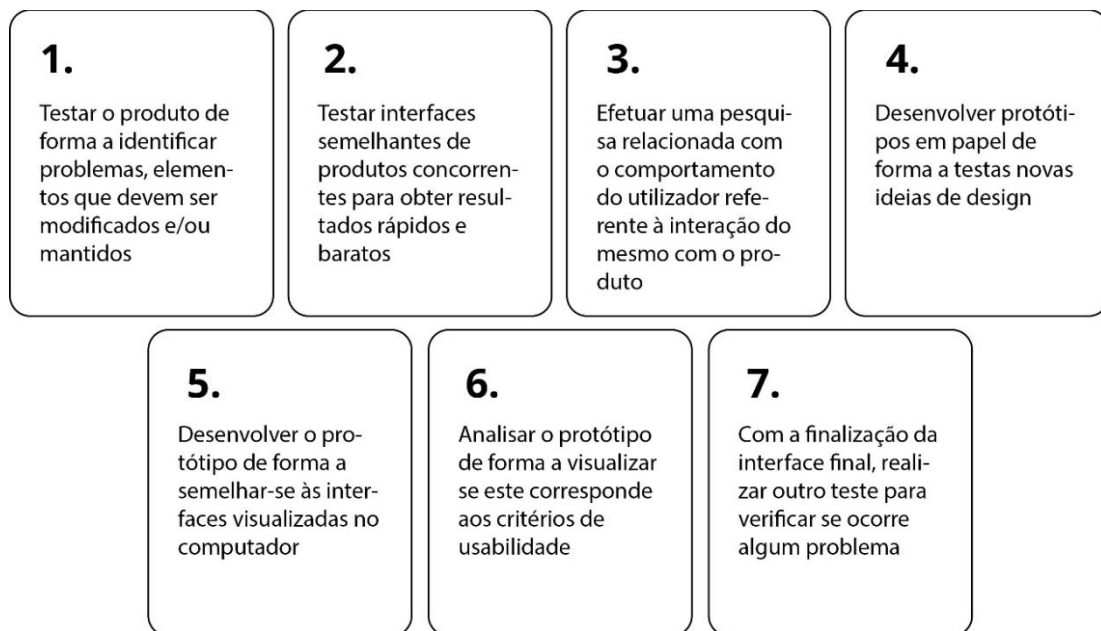 1.
Testar o produto de
forma a identificar
problemas, elemen-
tos que devem ser
modificados e/ou
mantidos
2.
Testar interfaces
semelhantes de
produtos concorren-
tes para obter resul-
tados rápidos e
baratos
3.
Efetuar uma pesqui-
sa relacionada com
o comportamento
do utilizador refe-
rente à interação do
mesmo com o pro-
duto
4.
Desenvolver protóti-
pos em papel de
forma a testas novas
ideias de design
5.
Desenvolver o pro-
tótipo de forma a
semelhar-se às inter-
faces visualizadas no
computador
6.
Analisar o protótipo
de forma a visualizar
se este corresponde
aos critérios de
usabilidade
7.
Com a finalização da
interface final, reali-
zar outro teste para
verificar se ocorre
algum problema